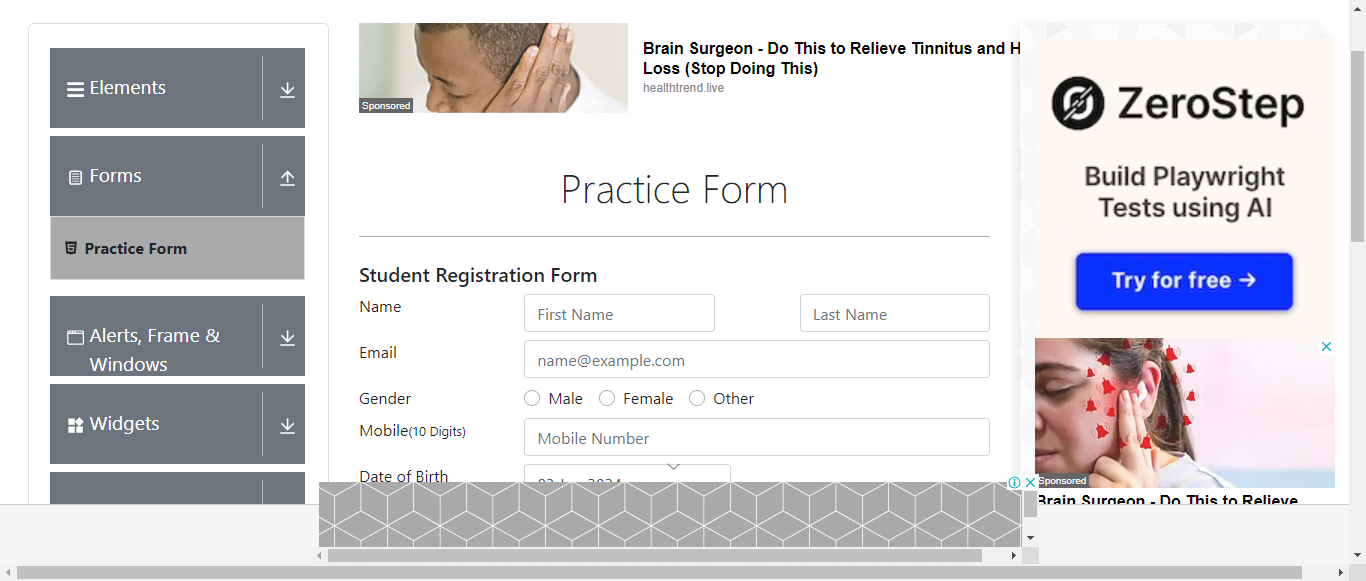 Elements
Forms
Practice Form
Alerts, Frame &
Windows
Widgets
Sponsored
Brain Surgeon - Do This to Relieve Tinnitus and H
Loss (Stop Doing This)
healthtrend.live
Practice Form
Student Registration Form
Name
First Name
Last Name
Email
name@example.com
Gender
Male
Female
Other
Mobile(10 Digits)
Mobile Number
Date of Birth
ZeroStep
Build Playwright
Tests using AI
Try for free →
Sponsored
Brain Surgeon - Do This to Relieve